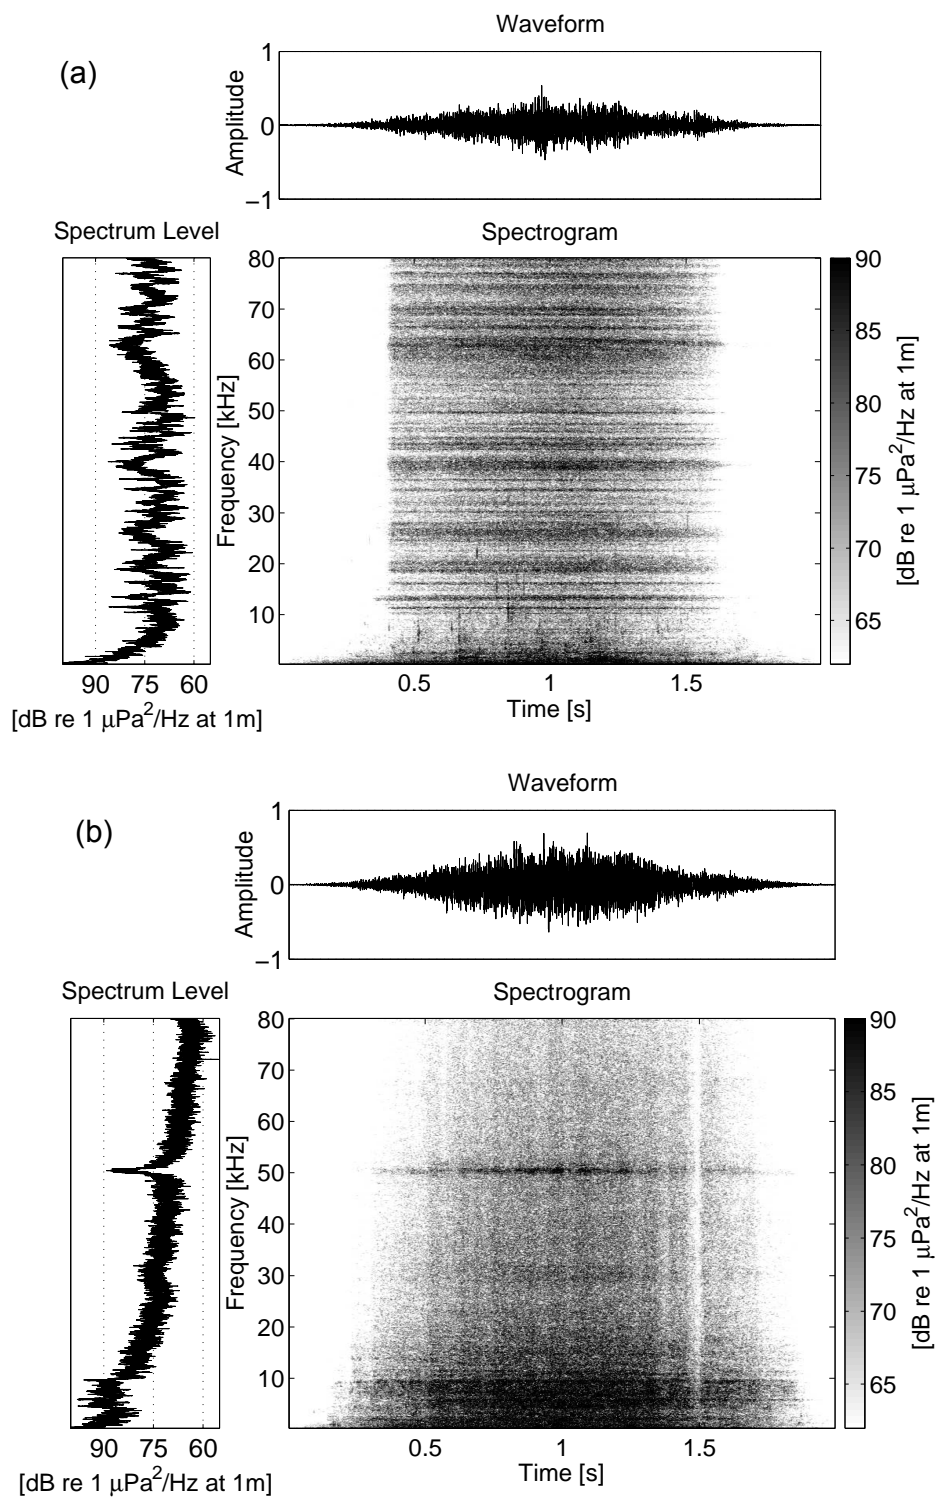 Waveform
(a)
1
0
−1
Amplitude
Spectrum Level
Spectrogram
80
70
60
50
40
30
20
10
Frequency [kHz]
90
85
80
75
70
65
[dB re 1 μPa²/Hz at 1m]
90 75 60
[dB re 1 μPa²/Hz at 1m]
0.5 1 1.5
Time [s]
Waveform
(b)
1
0
−1
Amplitude
Spectrum Level
Spectrogram
80
70
60
50
40
30
20
10
Frequency [kHz]
90
85
80
75
70
65
[dB re 1 μPa²/Hz at 1m]
90 75 60
[dB re 1 μPa²/Hz at 1m]
0.5 1 1.5
Time [s]